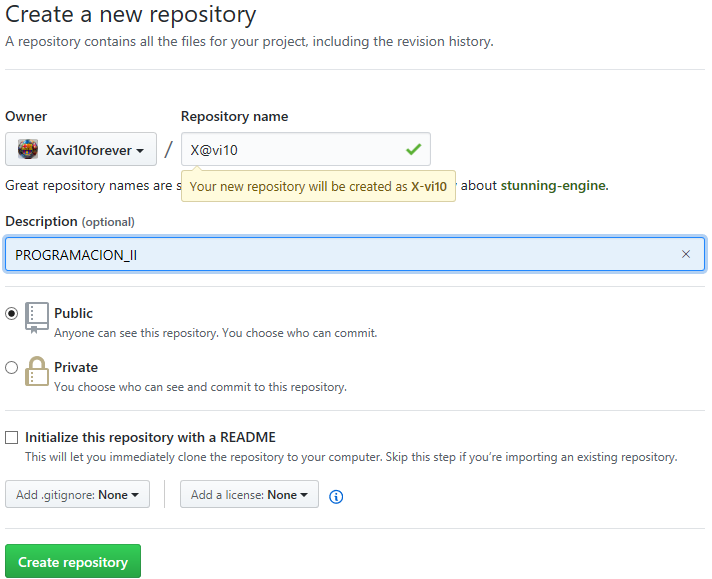 Create a new repository
A repository contains all the files for your project, including the revision history.
Owner
Repository name
Xavi10forever
/
X@vi10
Great repository names are s
about stunning-engine.
Your new repository will be created as X-vi10
Description (optional)
PROGRAMACION_II
Public
Anyone can see this repository. You choose who can commit.
Private
You choose who can see and commit to this repository.
Initialize this repository with a README
This will let you immediately clone the repository to your computer. Skip this step if you're importing an existing repository.
Add .gitignore: None
Add a license: None
Create repository